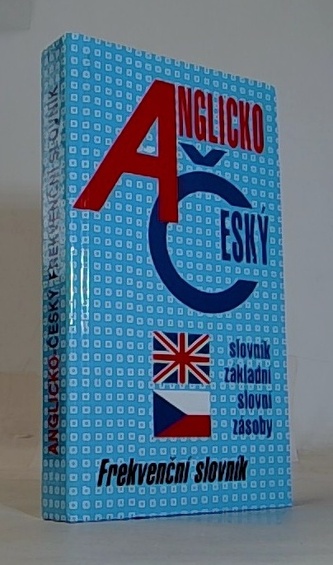 ANGLICKO
ČESKÝ
slovník
základní
slovní
zásoby
Frekvenční slovník
ANGLICKO-ČESKÝ FREKVENČNÍ SLOVNÍK